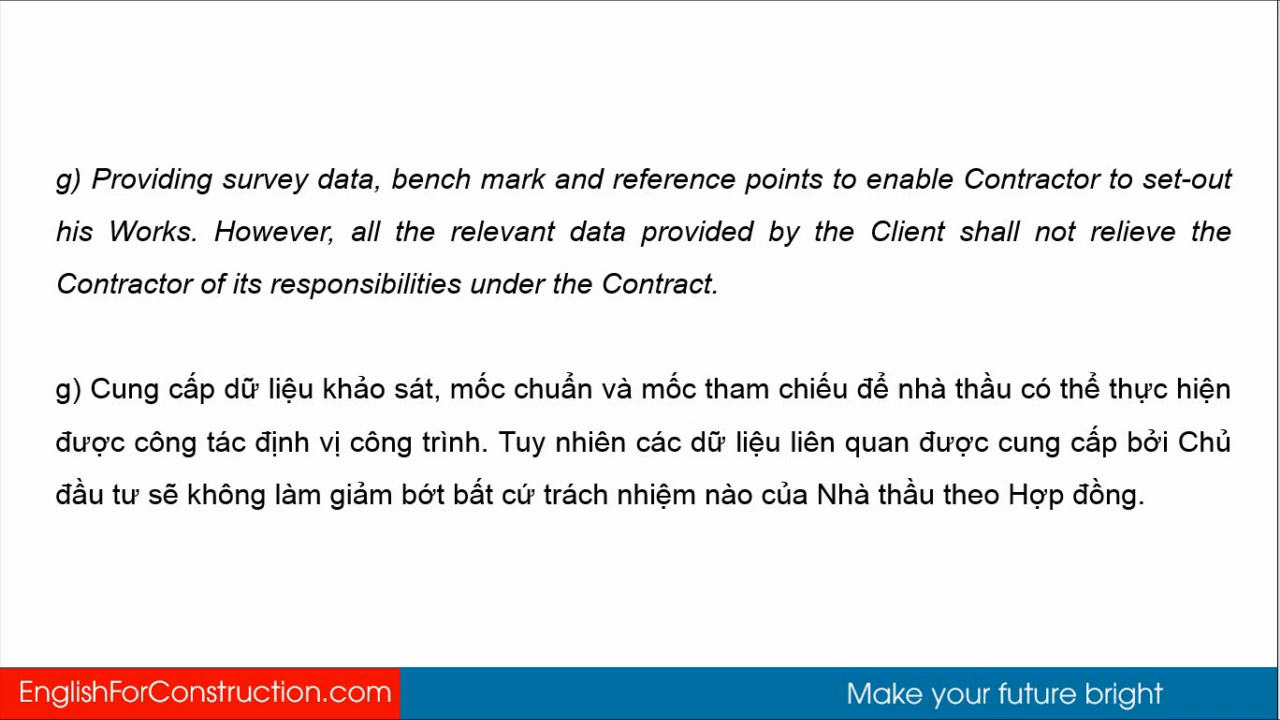 g) Providing survey data, bench mark and reference points to enable Contractor to set-out
his Works. However, all the relevant data provided by the Client shall not relieve the
Contractor of its responsibilities under the Contract.
g) Cung cấp dữ liệu khảo sát, mốc chuẩn và mốc tham chiếu để nhà thầu có thể thực hiện
được công tác định vị công trình. Tuy nhiên các dữ liệu liên quan được cung cấp bởi Chủ
đầu tư sẽ không làm giảm bớt bất cứ trách nhiệm nào của Nhà thầu theo Hợp đồng.
EnglishForConstruction.com
Make your future bright